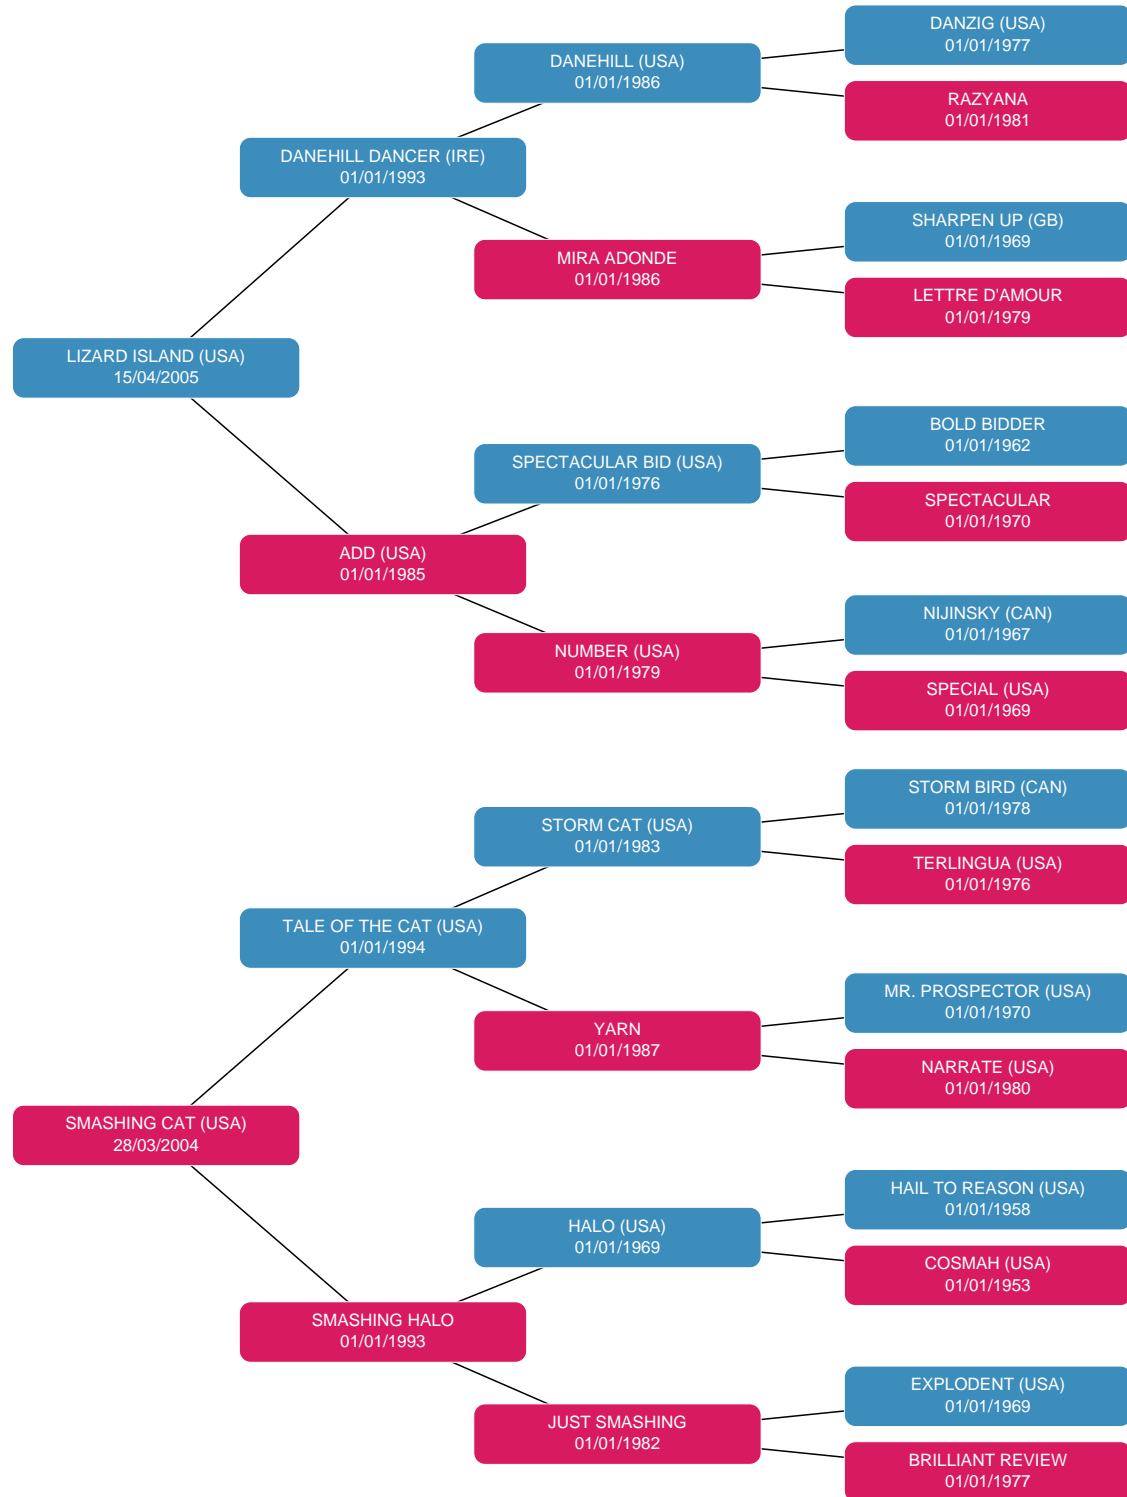 DANZIG (USA)
01/01/1977
DANEHILL (USA)
01/01/1986
RAZYANA
01/01/1981
DANEHILL DANCER (IRE)
01/01/1993
SHARPEN UP (GB)
01/01/1969
MIRA ADONDE
01/01/1986
LETTRE D'AMOUR
01/01/1979
LIZARD ISLAND (USA)
15/04/2005
BOLD BIDDER
01/01/1962
SPECTACULAR BID (USA)
01/01/1976
SPECTACULAR
01/01/1970
ADD (USA)
01/01/1985
NIJINSKY (CAN)
01/01/1967
NUMBER (USA)
01/01/1979
SPECIAL (USA)
01/01/1969
STORM BIRD (CAN)
01/01/1978
STORM CAT (USA)
01/01/1983
TERLINGUA (USA)
01/01/1976
TALE OF THE CAT (USA)
01/01/1994
MR. PROSPECTOR (USA)
01/01/1970
YARN
01/01/1987
NARRATE (USA)
01/01/1980
SMASHING CAT (USA)
28/03/2004
HAIL TO REASON (USA)
01/01/1958
HALO (USA)
01/01/1969
COSMAH (USA)
01/01/1953
SMASHING HALO
01/01/1993
EXPLODENT (USA)
01/01/1969
JUST SMASHING
01/01/1982
BRILLIANT REVIEW
01/01/1977